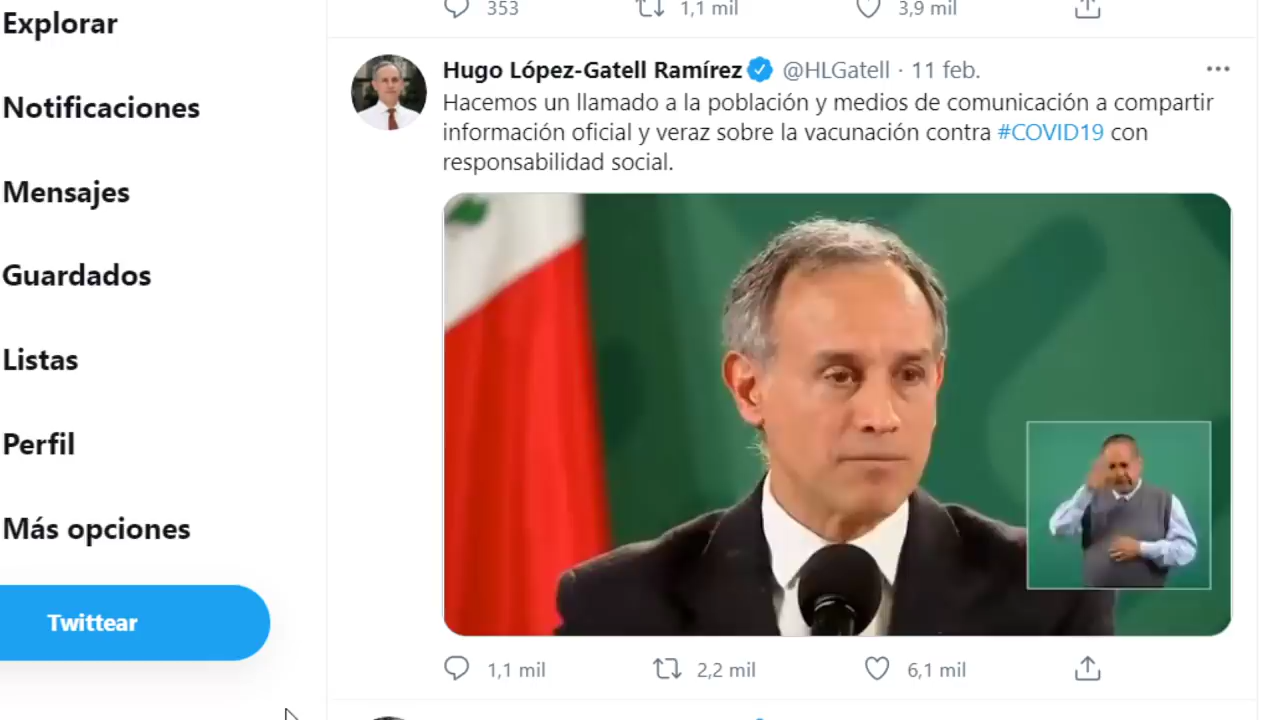 Explorar
Notificaciones
Mensajes
Guardados
Listas
Perfil
Más opciones
Twittear
353 1,1 mil 3,9 mil
Hugo López-Gatell Ramírez @HLGatell · 11 feb.
Hacemos un llamado a la población y medios de comunicación a compartir
información oficial y veraz sobre la vacunación contra #COVID19 con
responsabilidad social.
1,1 mil 2,2 mil 6,1 mil